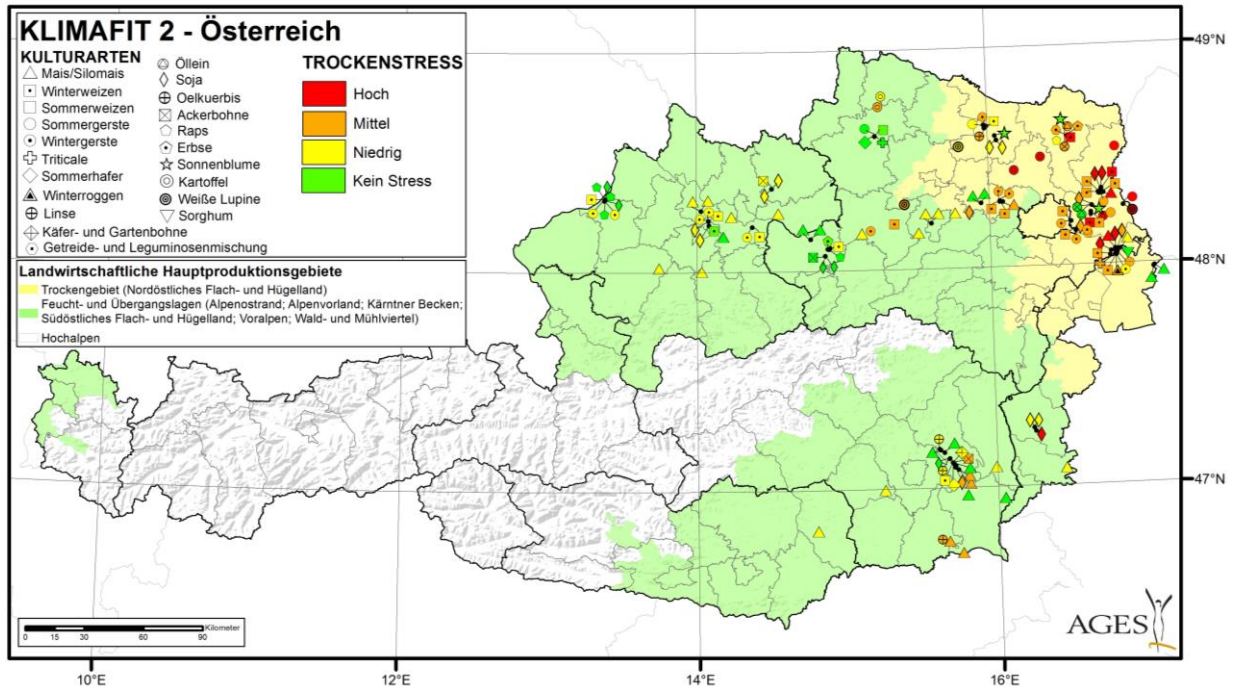 KLIMAFIT 2 - Österreich
KULTURARTEN
Mais/Silomais
Winterweizen
Sommerweizen
Sommergerste
Wintergerste
Triticale
Sommerhafer
Winterroggen
Linse
Käfer- und Gartenbohne
Getreide- und Leguminosenmischung
Öllein
Soja
Oelkuerbis
Ackerbohne
Raps
Erbse
Sonnenblume
Kartoffel
Weiße Lupine
Sorghum
TROCKENSTRESS
Hoch
Mittel
Niedrig
Kein Stress
Landwirtschaftliche Hauptproduktionsgebiete
Trockengebiet (Nordöstliches Flach- und Hügelland)
Feucht- und Übergangslagen (Alpenostrand; Alpenvorland; Kärntner Becken;
Südöstliches Flach- und Hügelland; Voralpen; Wald- und Mühlviertel)
Hochalpen
49°N
48°N
47°N
Kilometer
0 15 30 60 90
AGES
10°E 12°E 14°E 16°E